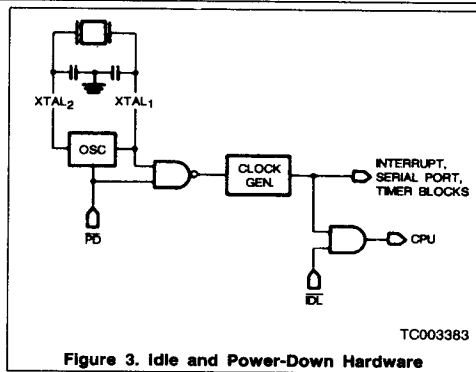 XTAL2
XTAL1
OSC
CLOCK
GEN.
INTERRUPT,
SERIAL PORT,
TIMER BLOCKS
CPU
PD
IDL
TC003383
Figure 3. Idle and Power-Down Hardware